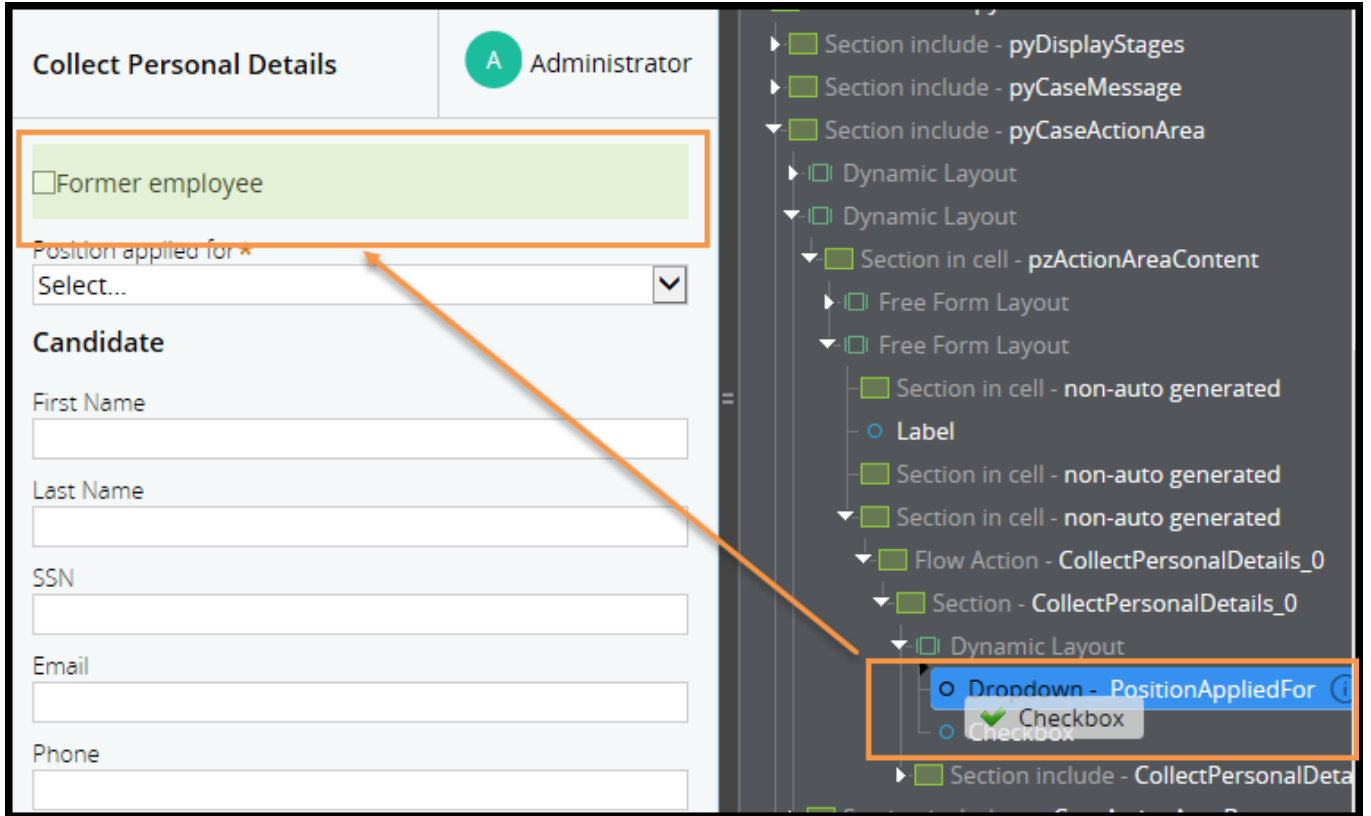 Collect Personal Details
A Administrator
Former employee
Position applied for *
Select...
Candidate
First Name
Last Name
SSN
Email
Phone
=
Section include - pyDisplayStages
Section include - pyCaseMessage
Section include - pyCaseActionArea
Dynamic Layout
Dynamic Layout
Section in cell - pzActionAreaContent
Free Form Layout
Free Form Layout
Section in cell - non-auto generated
Label
Section in cell - non-auto generated
Section in cell - non-auto generated
Flow Action - CollectPersonalDetails_0
Section - CollectPersonalDetails_0
Dynamic Layout
Dropdown - PositionAppliedFor
Checkbox
Checkbox
Section include - CollectPersonalDeta